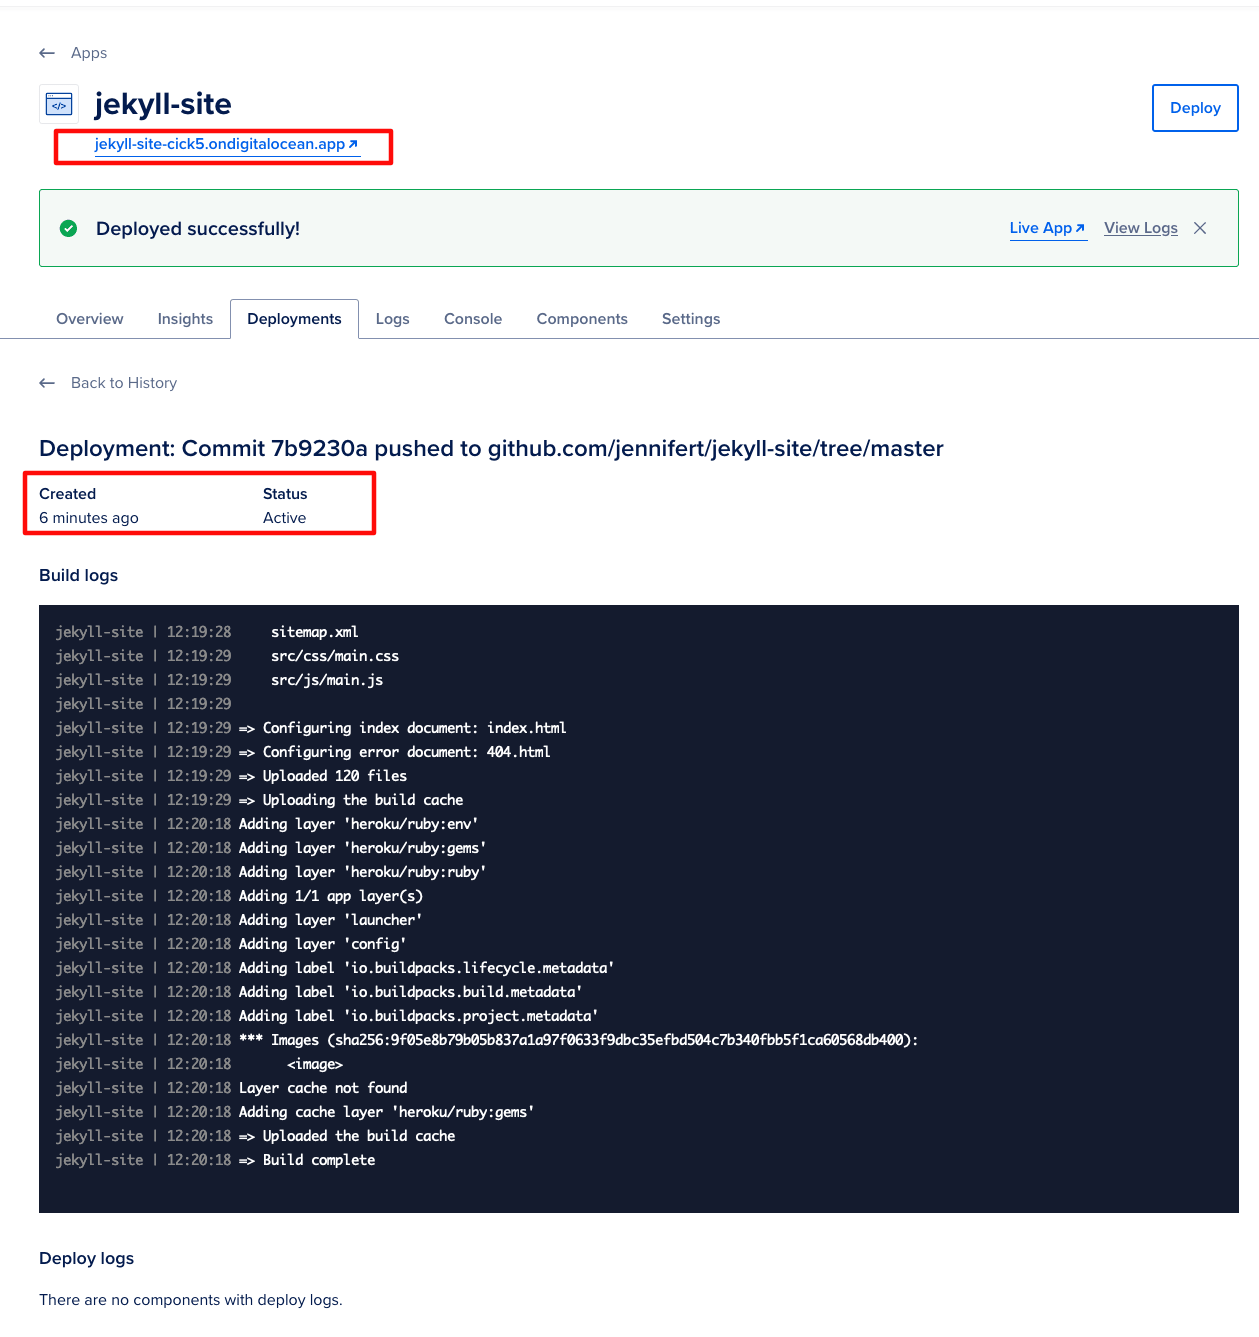 Apps
jekyll-site
Deploy
jekyll-site-cick5.ondigitalocean.app
Deployed successfully!
Live App
View Logs
Overview Insights Deployments Logs Console Components Settings
Back to History
Deployment: Commit 7b9230a pushed to github.com/jennifert/jekyll-site/tree/master
Created Status
6 minutes ago Active
Build logs
jekyll-site | 12:19:28     sitemap.xml
jekyll-site | 12:19:29     src/css/main.css
jekyll-site | 12:19:29     src/js/main.js
jekyll-site | 12:19:29
jekyll-site | 12:19:29 => Configuring index document: index.html
jekyll-site | 12:19:29 => Configuring error document: 404.html
jekyll-site | 12:19:29 => Uploaded 120 files
jekyll-site | 12:19:29 => Uploading the build cache
jekyll-site | 12:20:18 Adding layer 'heroku/ruby:env'
jekyll-site | 12:20:18 Adding layer 'heroku/ruby:gems'
jekyll-site | 12:20:18 Adding layer 'heroku/ruby:ruby'
jekyll-site | 12:20:18 Adding 1/1 app layer(s)
jekyll-site | 12:20:18 Adding layer 'launcher'
jekyll-site | 12:20:18 Adding layer 'config'
jekyll-site | 12:20:18 Adding label 'io.buildpacks.lifecycle.metadata'
jekyll-site | 12:20:18 Adding label 'io.buildpacks.build.metadata'
jekyll-site | 12:20:18 Adding label 'io.buildpacks.project.metadata'
jekyll-site | 12:20:18 *** Images (sha256:9f05e8b79b05b837a1a97f0633f9dbc35efbd504c7b340fbb5f1ca60568db400):
jekyll-site | 12:20:18       <image>
jekyll-site | 12:20:18 Layer cache not found
jekyll-site | 12:20:18 Adding cache layer 'heroku/ruby:gems'
jekyll-site | 12:20:18 => Uploaded the build cache
jekyll-site | 12:20:18 => Build complete
Deploy logs
There are no components with deploy logs.